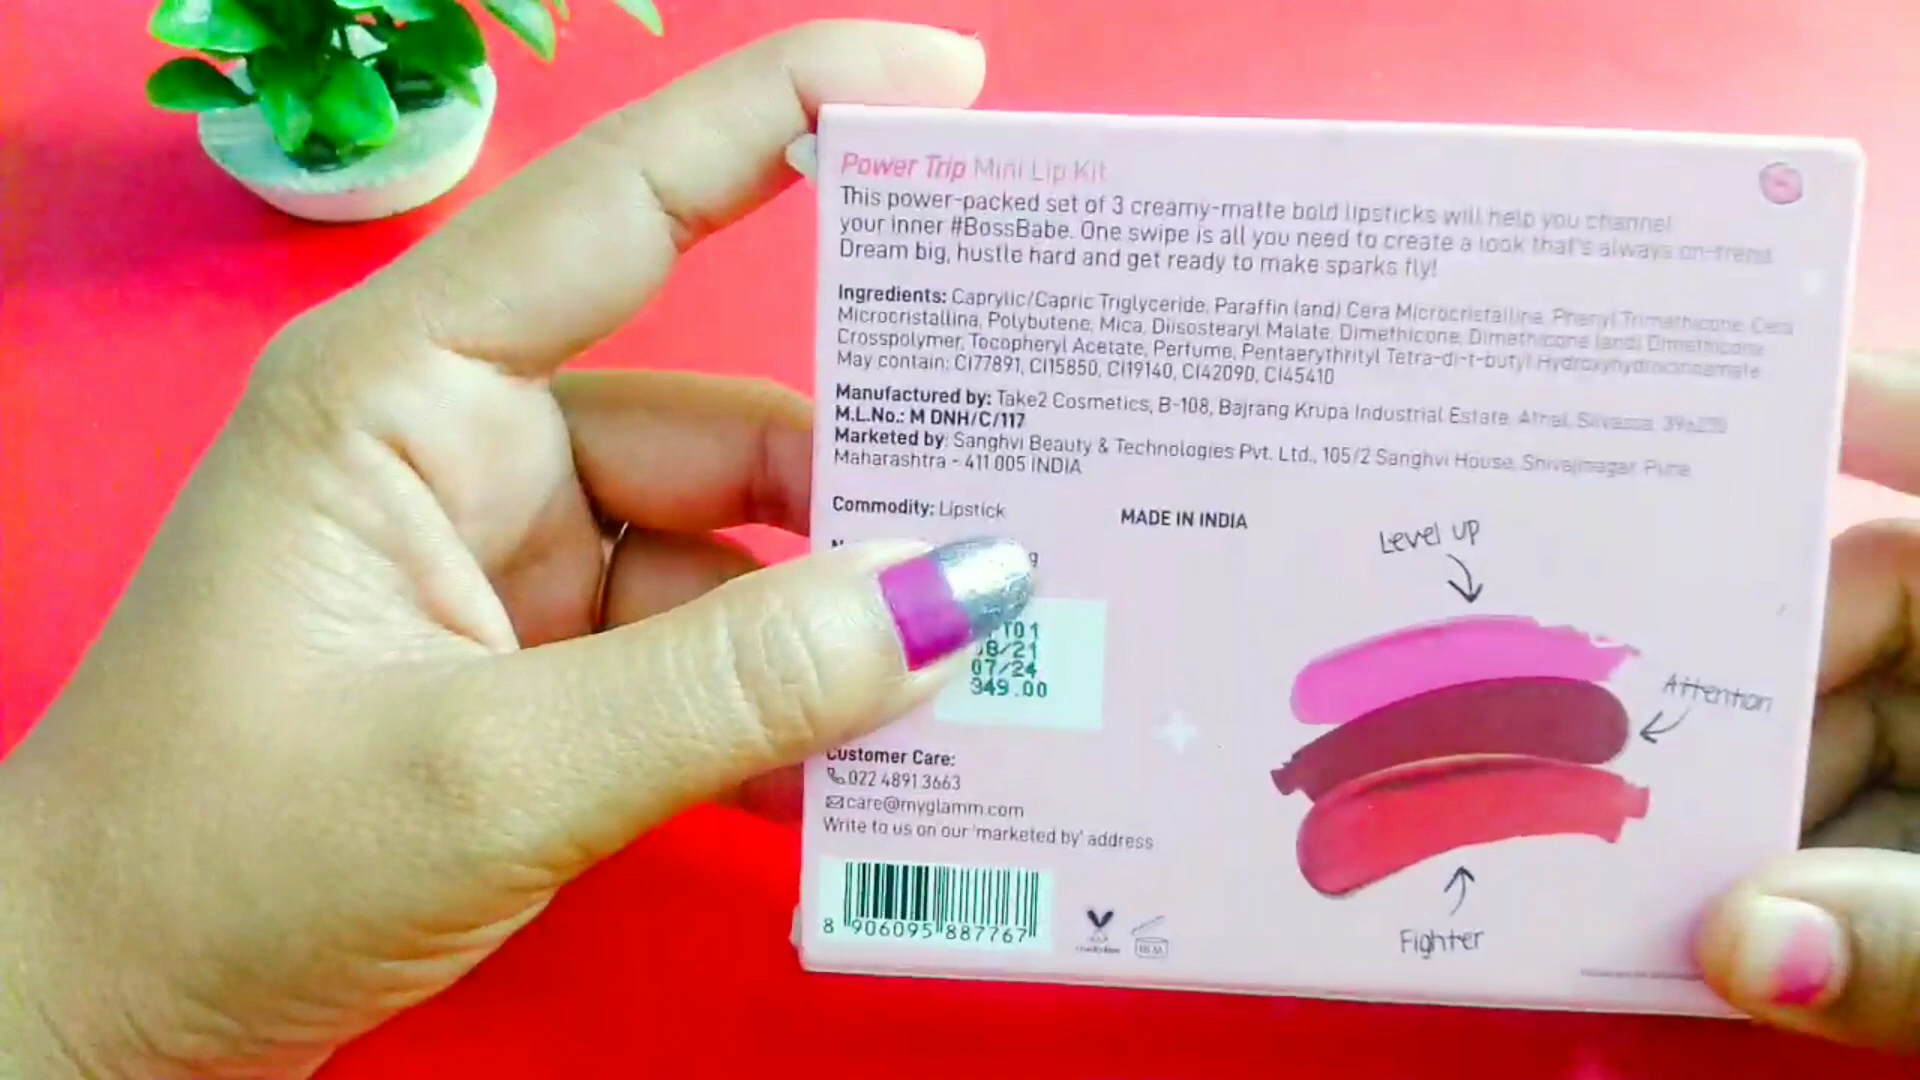 Power Trip Mini Lip Kit
This power-packed set of 3 creamy-matte bold lipsticks will help you channel
your inner #BossBabe. One swipe is all you need to create a look that's always on-trend.
Dream big, hustle hard and get ready to make sparks fly!
Ingredients: Caprylic/Capric Triglyceride, Paraffin (and) Cera Microcristallina, Phenyl Trimethicone, Cera
Microcristallina, Polybutene, Mica, Diisostearyl Malate, Dimethicone, Dimethicone (and) Dimethicone
Crosspolymer, Tocopheryl Acetate, Perfume, Pentaerythrityl Tetra-di-t-butyl Hydroxyhydrocinnamate
May contain: CI77891, CI15850, CI19140, CI42090, CI45410
Manufactured by: Take2 Cosmetics, B-108, Bajrang Krupa Industrial Estate, Athal, Silvassa, 396230
M.L.No.: M DNH/C/117
Marketed by: Sanghvi Beauty & Technologies Pvt. Ltd., 105/2 Sanghvi House, Shivajinagar, Pune
Maharashtra - 411 005 INDIA
Commodity: Lipstick
MADE IN INDIA
T01
8/21
07/24
349.00
Level up
Attention
Fighter
Customer Care:
022 4891 3663
care@myglamm.com
Write to us on our 'marketed by' address
8 906095 887767